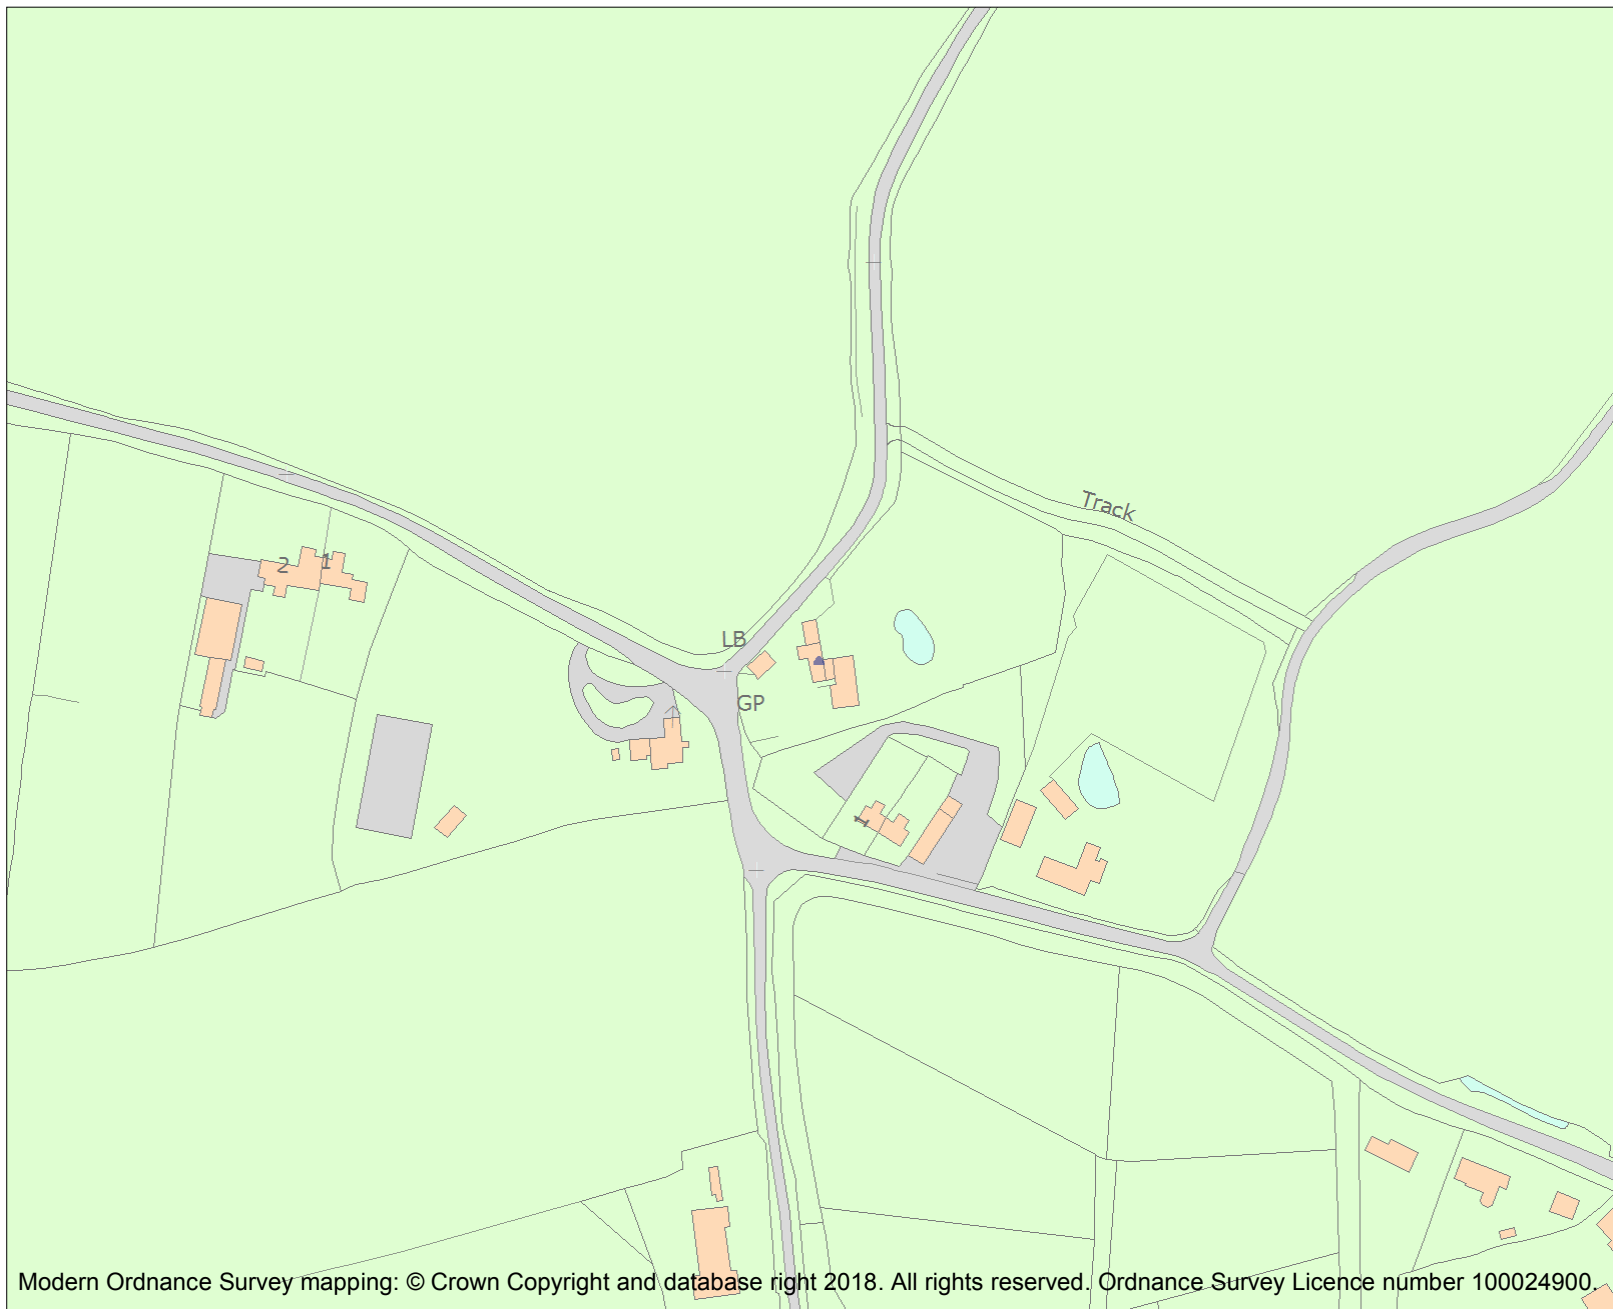 Track
2 1
LB
GP
1
Modern Ordnance Survey mapping: © Crown Copyright and database right 2018. All rights reserved. Ordnance Survey Licence number 100024900.